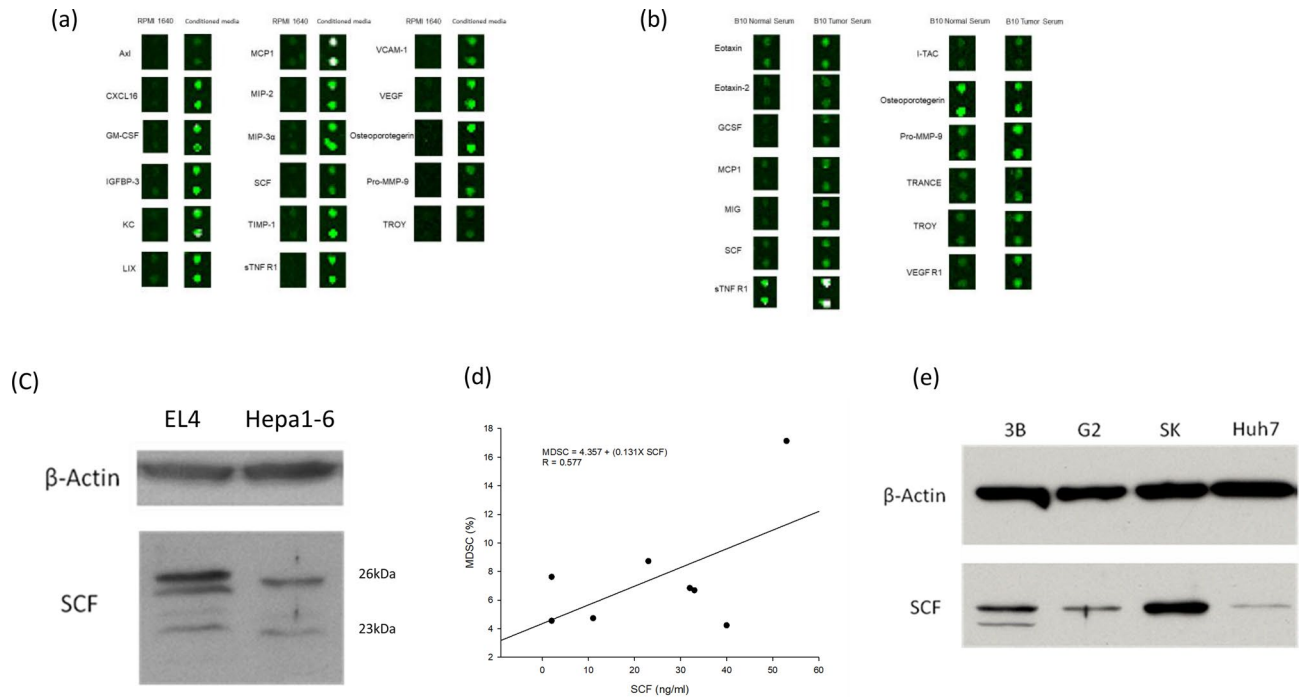 (a)
RPMI 1640 Conditioned media RPMI 1640 Conditioned media RPMI 1640 Conditioned media
Axl MCP1 VCAM-1
CXCL16 MIP-2 VEGF
GM-CSF MIP-3α Osteoporotegerin
IGFBP-3 SCF Pro-MMP-9
KC TIMP-1 TROY
LIX sTNF R1
(b)
B10 Normal Serum B10 Tumor Serum B10 Normal Serum B10 Tumor Serum
Eotaxin I-TAC
Eotaxin-2 Osteoporotegerin
GCSF Pro-MMP-9
MCP1 TRANCE
MIG TROY
SCF VEGF R1
sTNF R1
(C)
EL4 Hepa1-6
β-Actin
SCF
26kDa
23kDa
(d)
MDSC = 4.357 + (0.131X SCF)
R = 0.577
MDSC (%)
18
16
14
12
10
8
6
4
2
0 10 20 30 40 50 60
SCF (ng/ml)
(e)
3B G2 SK Huh7
β-Actin
SCF